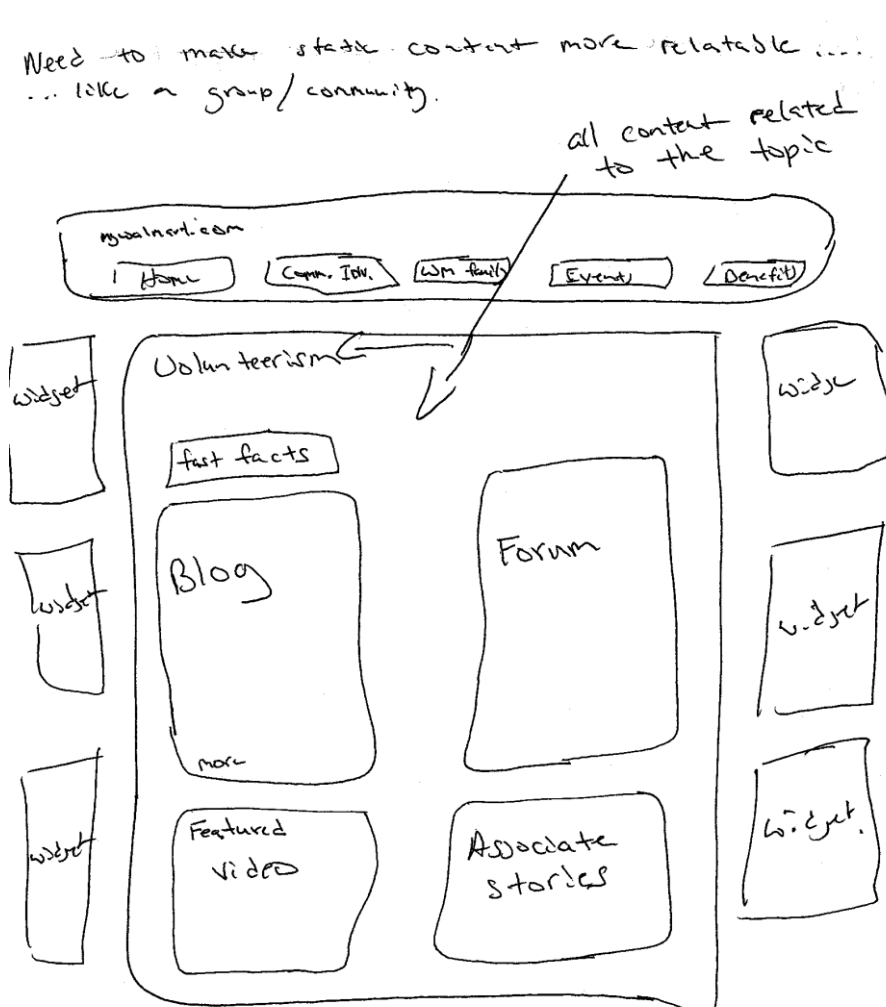 Need to make static content more relatable ....
... like a group/community.
all content related
to the topic
mywalmart.com
Home
Comm. Inv.
Wm family
Events
Benefits
widget
Volunteerism
widge
fast facts
Blog
Forum
widget
widget
more
Featured
video
Associate
stories
widget
widget.